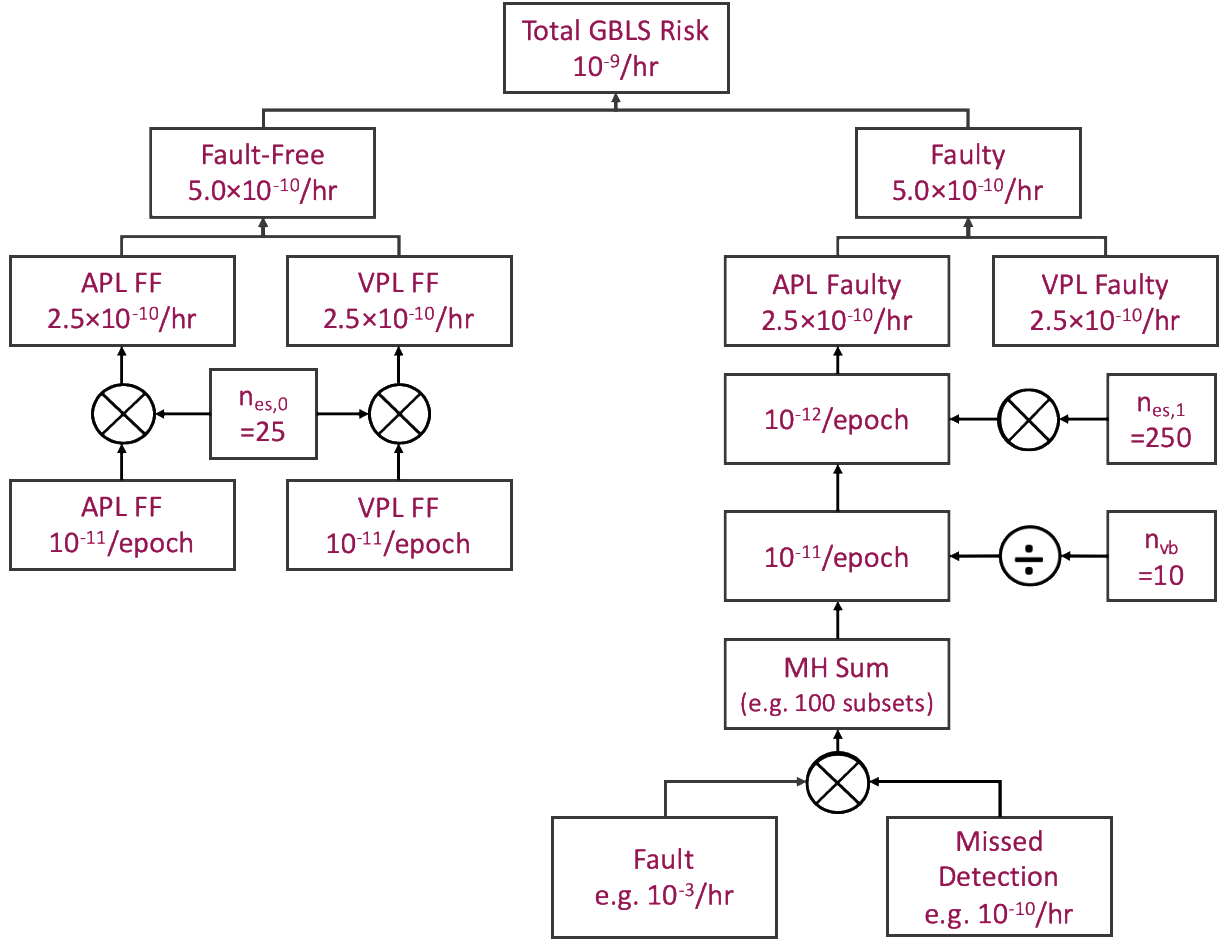 Total GBLS Risk
10⁻⁹/hr
Fault-Free
5.0×10⁻¹⁰/hr
Faulty
5.0×10⁻¹⁰/hr
APL FF
2.5×10⁻¹⁰/hr
VPL FF
2.5×10⁻¹⁰/hr
APL Faulty
2.5×10⁻¹⁰/hr
VPL Faulty
2.5×10⁻¹⁰/hr
nes,0
=25
10⁻¹²/epoch
nes,1
=250
APL FF
10⁻¹¹/epoch
VPL FF
10⁻¹¹/epoch
10⁻¹¹/epoch
÷
nvb
=10
MH Sum
(e.g. 100 subsets)
Fault
e.g. 10⁻³/hr
Missed
Detection
e.g. 10⁻¹⁰/hr